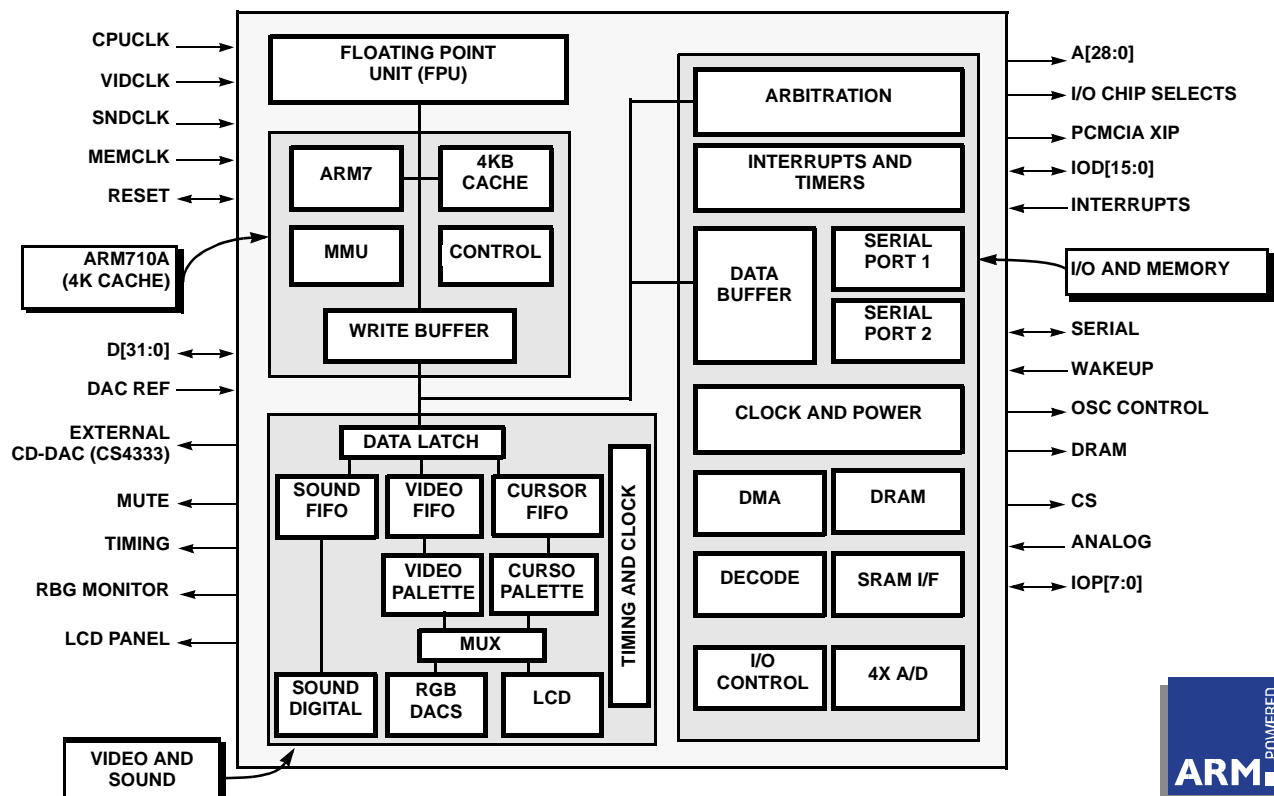 CPUCLK
VIDCLK
SNDCLK
MEMCLK
RESET
ARM710A
(4K CACHE)
D[31:0]
DAC REF
EXTERNAL
CD-DAC (CS4333)
MUTE
TIMING
RBG MONITOR
LCD PANEL
VIDEO AND
SOUND
FLOATING POINT
UNIT (FPU)
ARM7
4KB
CACHE
MMU
CONTROL
WRITE BUFFER
DATA LATCH
SOUND
FIFO
VIDEO
FIFO
CURSOR
FIFO
VIDEO
PALETTE
CURSO
PALETTE
MUX
SOUND
DIGITAL
RGB
DACS
LCD
TIMING AND CLOCK
ARBITRATION
INTERRUPTS AND
TIMERS
DATA
BUFFER
SERIAL
PORT 1
SERIAL
PORT 2
CLOCK AND POWER
DMA
DRAM
DECODE
SRAM I/F
I/O
CONTROL
4X A/D
A[28:0]
I/O CHIP SELECTS
PCMCIA XIP
IOD[15:0]
INTERRUPTS
I/O AND MEMORY
SERIAL
WAKEUP
OSC CONTROL
DRAM
CS
ANALOG
IOP[7:0]
ARM
POWERED